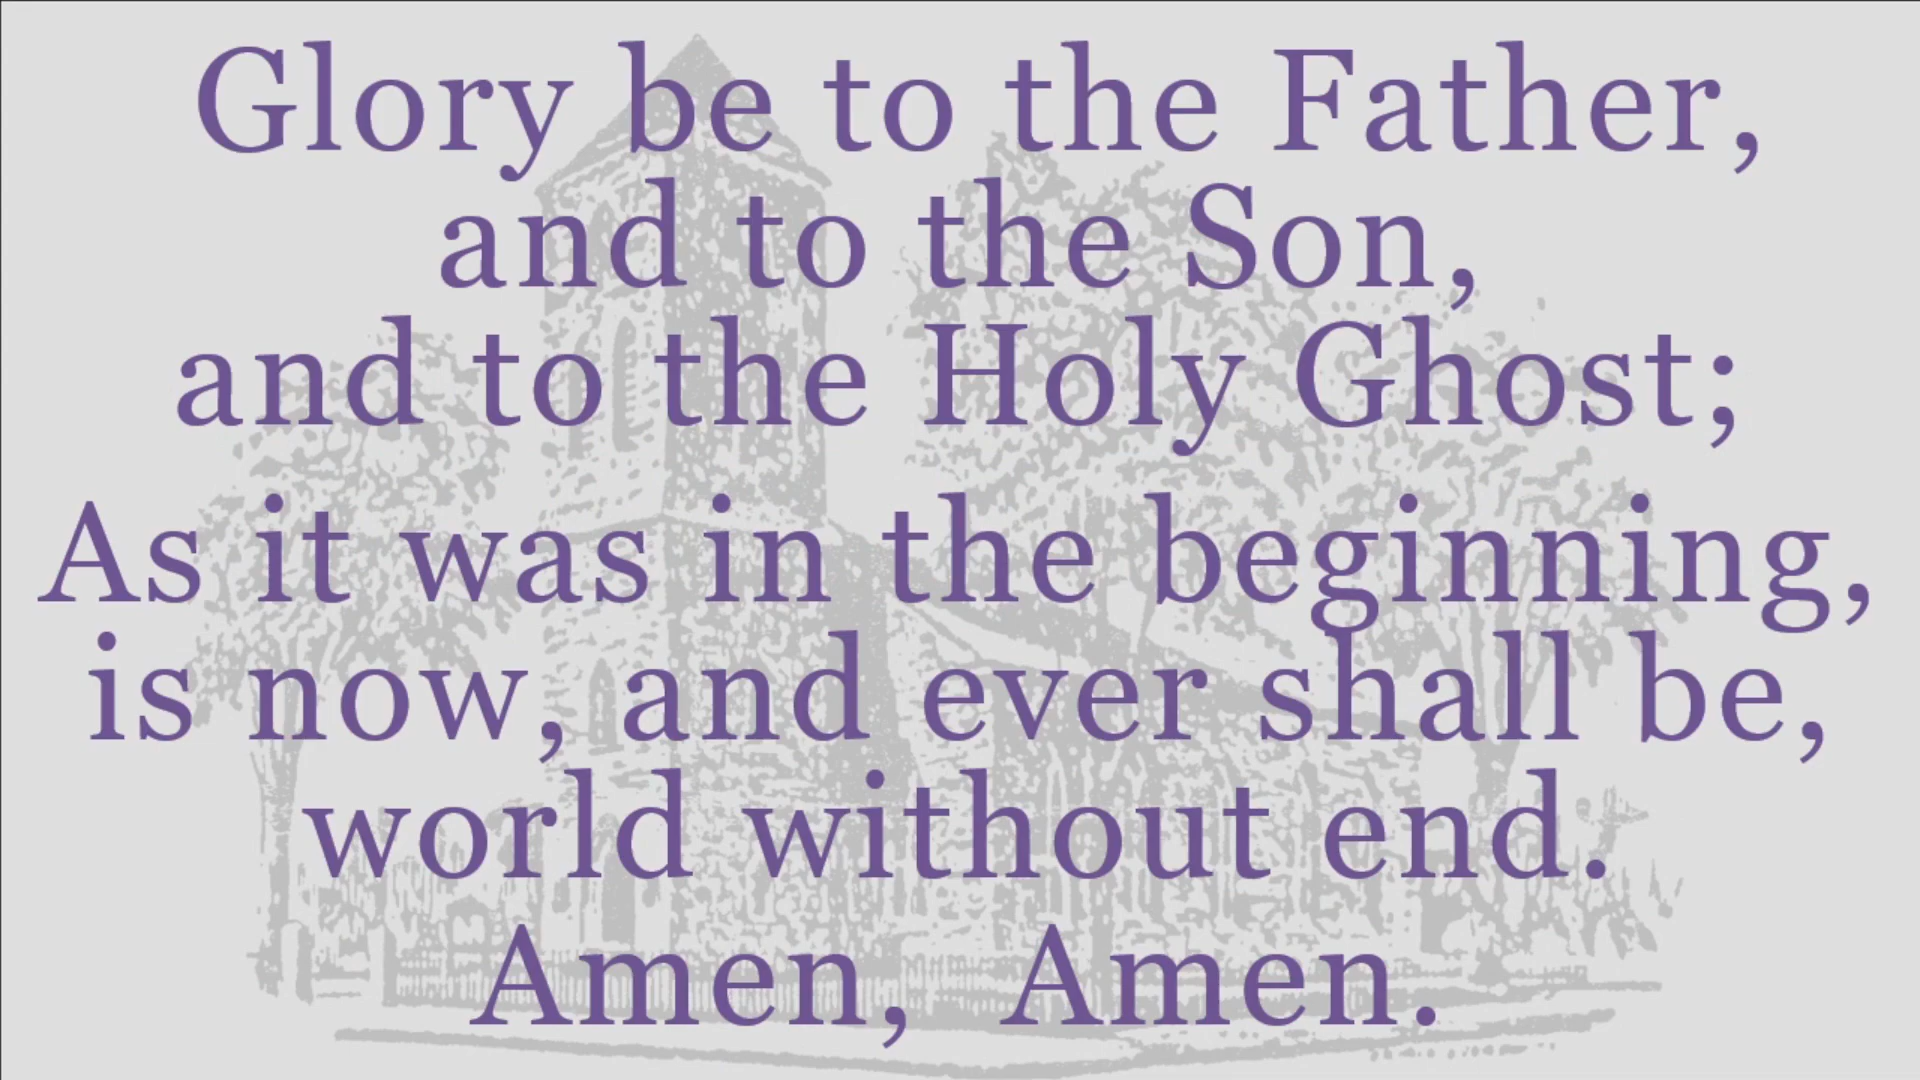 Glory be to the Father,
and to the Son,
and to the Holy Ghost;
As it was in the beginning,
is now, and ever shall be,
world without end.
Amen, Amen.